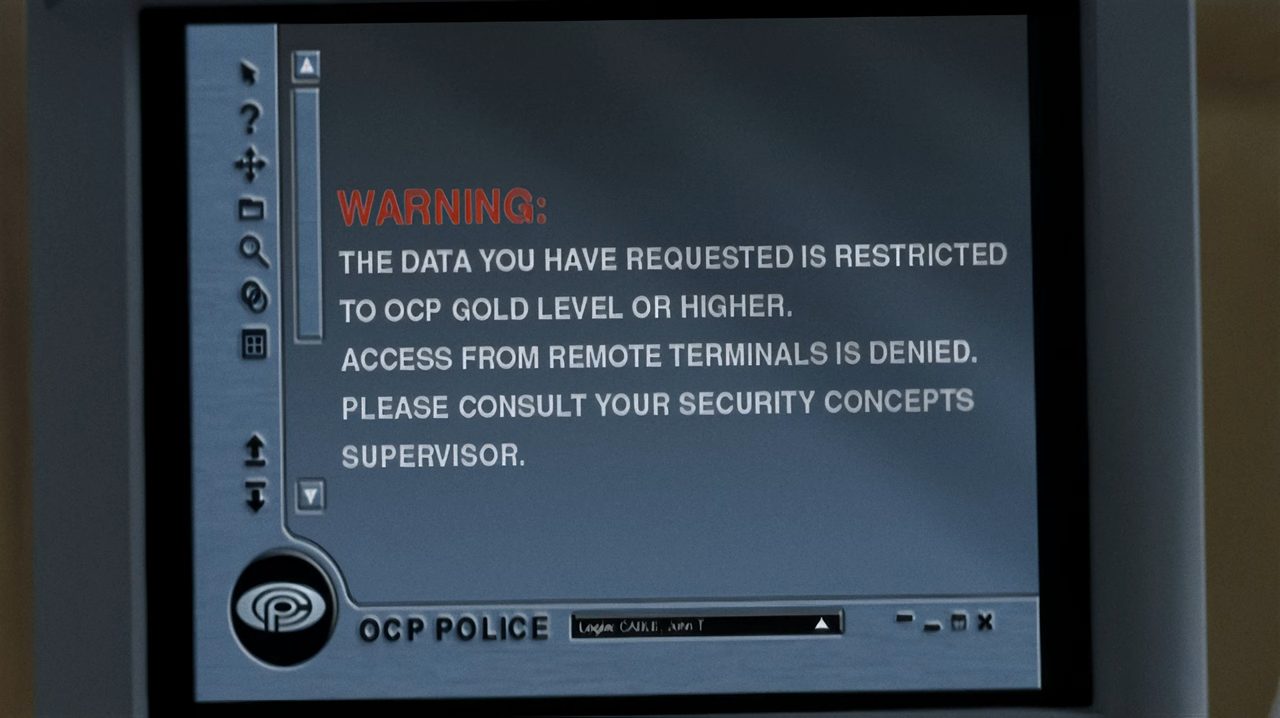 WARNING:
THE DATA YOU HAVE REQUESTED IS RESTRICTED
TO OCP GOLD LEVEL OR HIGHER.
ACCESS FROM REMOTE TERMINALS IS DENIED.
PLEASE CONSULT YOUR SECURITY CONCEPTS
SUPERVISOR.
OCP POLICE